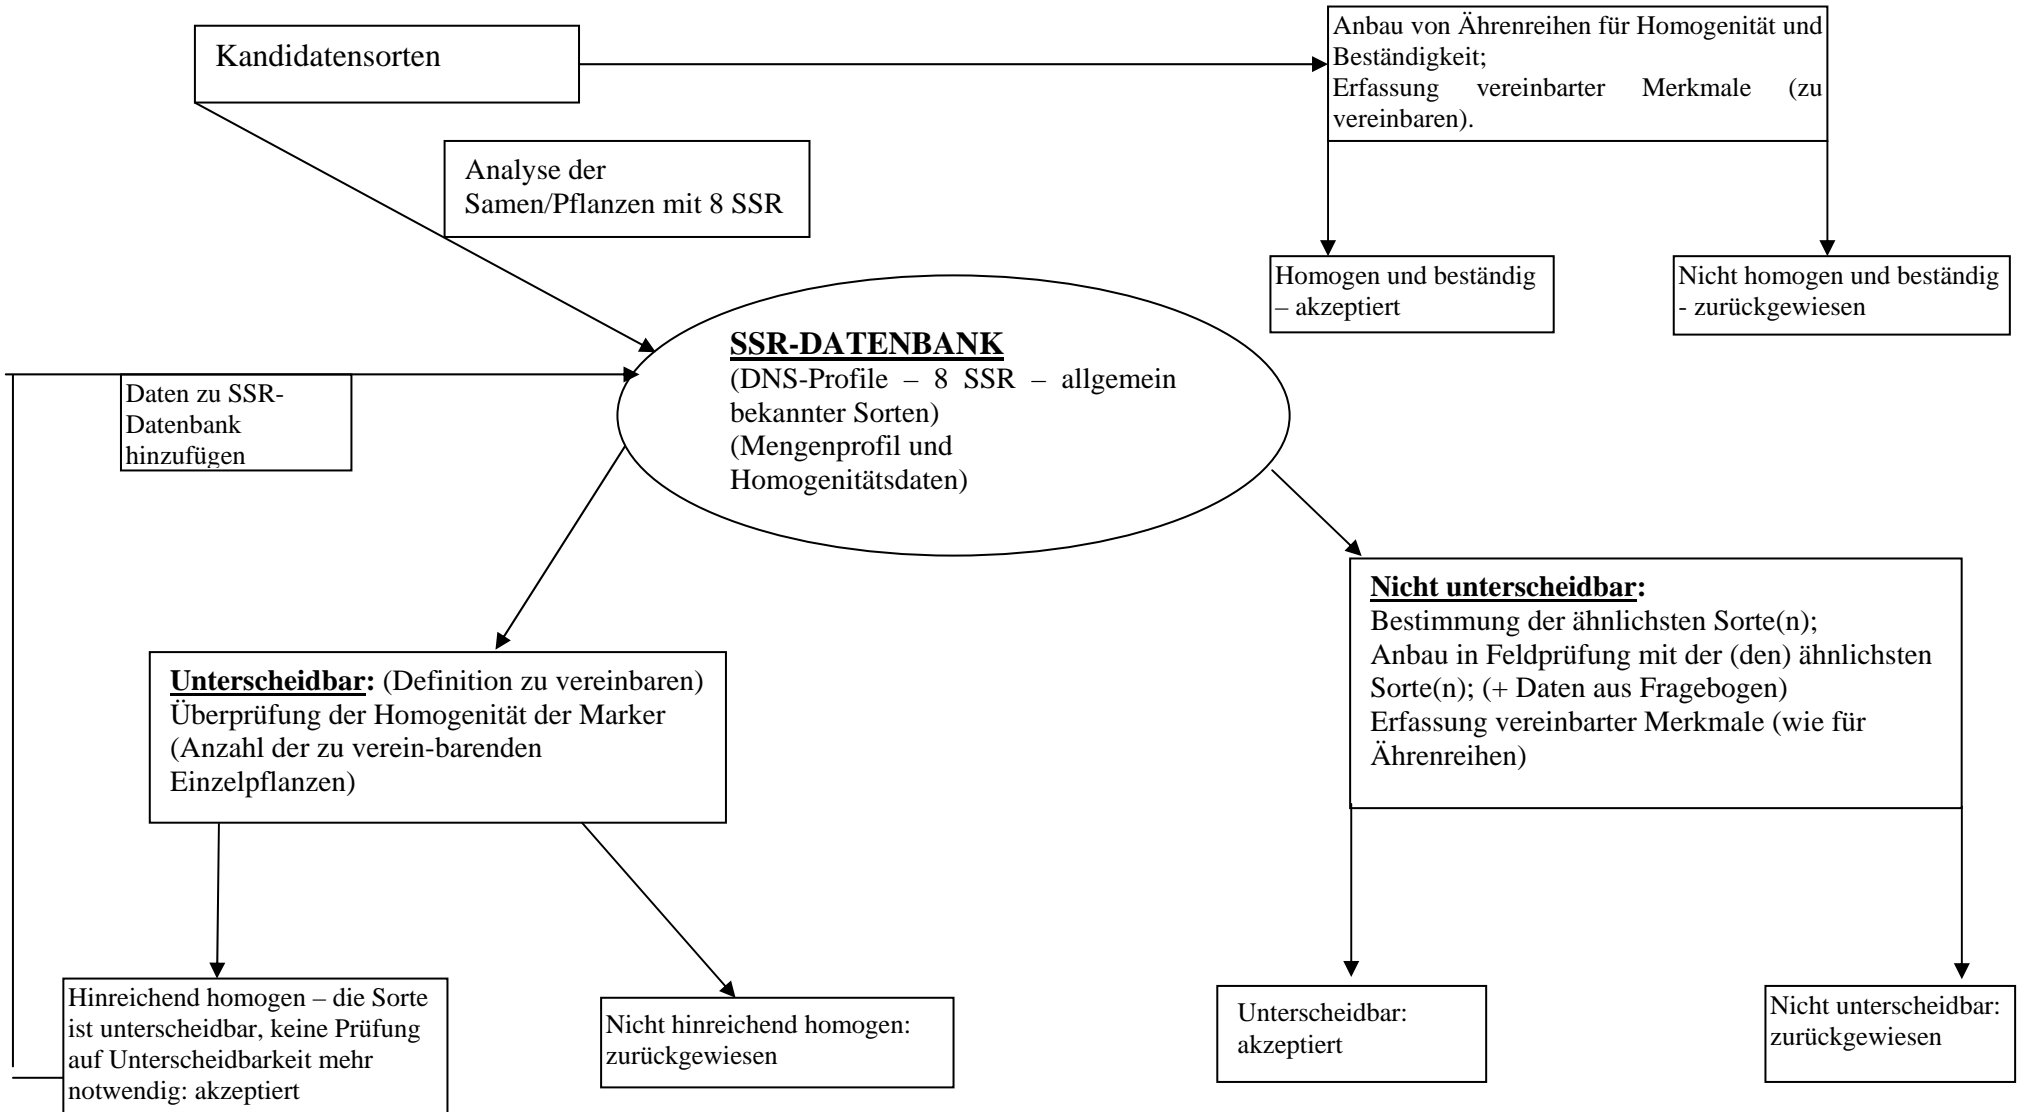 Kandidatensorten
Anbau von Ährenreihen für Homogenität und
Beständigkeit;
Erfassung vereinbarter Merkmale (zu
vereinbaren).
Analyse der
Samen/Pflanzen mit 8 SSR
Homogen und beständig
– akzeptiert
Nicht homogen und beständig
- zurückgewiesen
SSR-DATENBANK
(DNS-Profile – 8 SSR – allgemein
bekannter Sorten)
(Mengenprofil und
Homogenitätsdaten)
Daten zu SSR-
Datenbank
hinzufügen
Unterscheidbar: (Definition zu vereinbaren)
Überprüfung der Homogenität der Marker
(Anzahl der zu verein-barenden
Einzelpflanzen)
Nicht unterscheidbar:
Bestimmung der ähnlichsten Sorte(n);
Anbau in Feldprüfung mit der (den) ähnlichsten
Sorte(n); (+ Daten aus Fragebogen)
Erfassung vereinbarter Merkmale (wie für
Ährenreihen)
Hinreichend homogen – die Sorte
ist unterscheidbar, keine Prüfung
auf Unterscheidbarkeit mehr
notwendig: akzeptiert
Nicht hinreichend homogen:
zurückgewiesen
Unterscheidbar:
akzeptiert
Nicht unterscheidbar:
zurückgewiesen